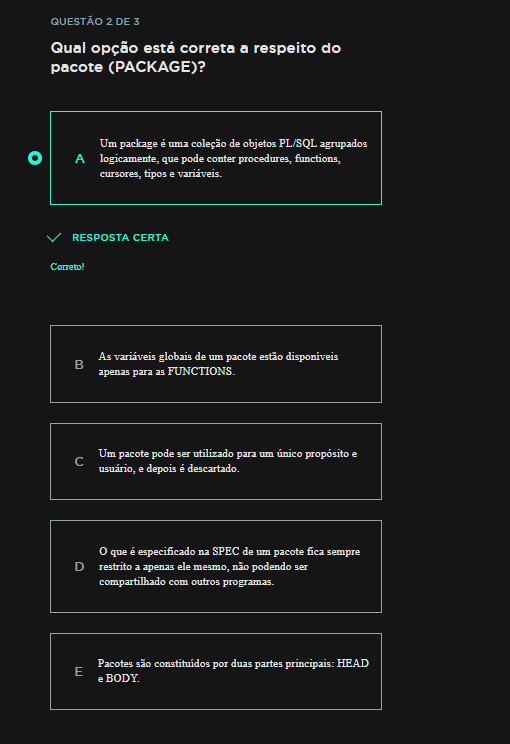 QUESTÃO 2 DE 3
Qual opção está correta a respeito do
pacote (PACKAGE)?
A
Um package é uma coleção de objetos PL/SQL agrupados
logicamente, que pode conter procedures, functions,
cursores, tipos e variáveis.
RESPOSTA CERTA
Correto!
B
As variáveis globais de um pacote estão disponíveis
apenas para as FUNCTIONS.
C
Um pacote pode ser utilizado para um único propósito e
usuário, e depois é descartado.
D
O que é especificado na SPEC de um pacote fica sempre
restrito a apenas ele mesmo, não podendo ser
compartilhado com outros programas.
E
Pacotes são constituídos por duas partes principais: HEAD
e BODY.